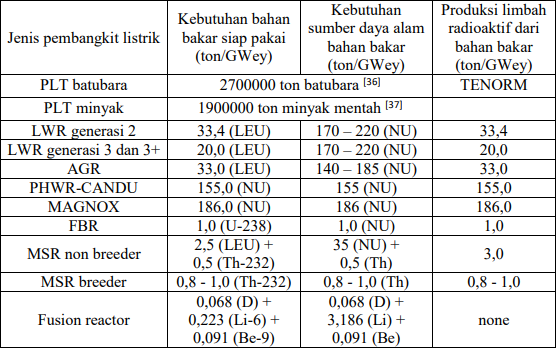 Jenis pembangkit listrik
Kebutuhan bahan
bakar siap pakai
(ton/GWey)
Kebutuhan
sumber daya alam
bahan bakar
(ton/GWey)
Produksi limbah
radioaktif dari
bahan bakar
(ton/GWey)
PLT batubara 2700000 ton batubara [36] TENORM
PLT minyak 1900000 ton minyak mentah [37]
LWR generasi 2 33,4 (LEU) 170 – 220 (NU) 33,4
LWR generasi 3 dan 3+ 20,0 (LEU) 170 – 220 (NU) 20,0
AGR 33,0 (LEU) 140 – 185 (NU) 33,0
PHWR-CANDU 155,0 (NU) 155 (NU) 155,0
MAGNOX 186,0 (NU) 186 (NU) 186,0
FBR 1,0 (U-238) 1,0 (NU) 1,0
MSR non breeder
2,5 (LEU) +
0,5 (Th-232)
35 (NU) +
0,5 (Th)
3,0
MSR breeder 0,8 - 1,0 (Th-232) 0,8 - 1,0 (Th) 0,8 - 1,0
Fusion reactor
0,068 (D) +
0,223 (Li-6) +
0,091 (Be-9)
0,068 (D) +
3,186 (Li) +
0,091 (Be)
none